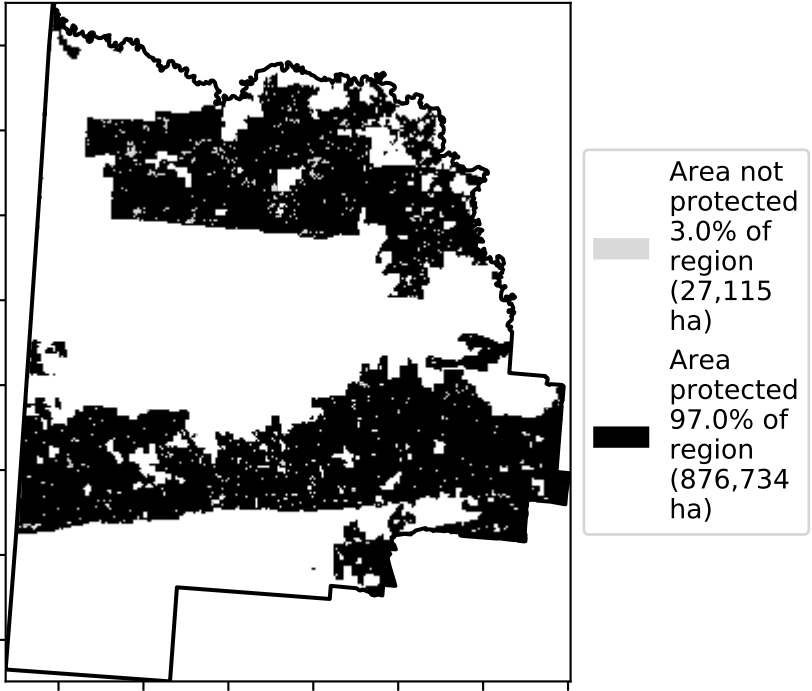 Area not
protected
3.0% of
region
(27,115
ha)
Area
protected
97.0% of
region
(876,734
ha)